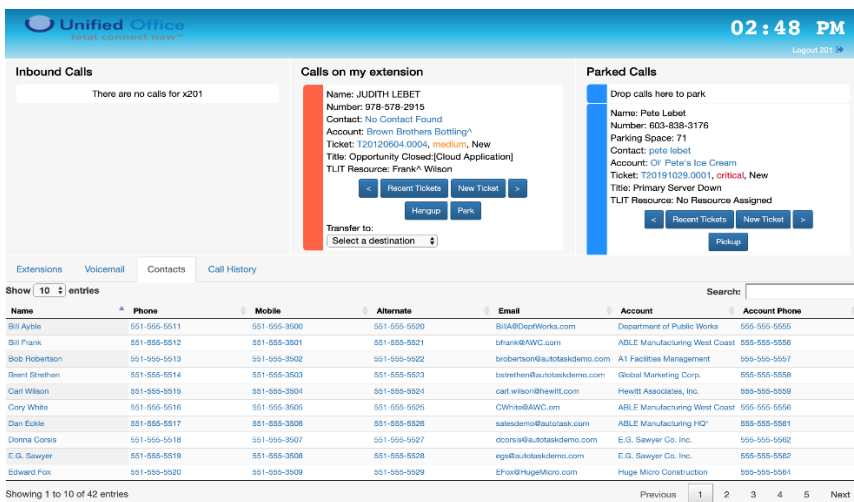 Unified Office
total connect now™
02:48 PM
Logout 201
Inbound Calls
There are no calls for x201
Calls on my extension
Name: JUDITH LEBET
Number: 978-578-2915
Contact: No Contact Found
Account: Brown Brothers Bottling^
Ticket: T20120604.0004, medium, New
Title: Opportunity Closed:[Cloud Application]
TLIT Resource: Frank^ Wilson
< Recent Tickets New Ticket >
Hangup Park
Transfer to:
Select a destination
Parked Calls
Drop calls here to park
Name: Pete Lebet
Number: 603-838-3176
Parking Space: 71
Contact: pete lebet
Account: Ol' Pete's Ice Cream
Ticket: T20191029.0001, critical, New
Title: Primary Server Down
TLIT Resource: No Resource Assigned
< Recent Tickets New Ticket >
Pickup
Extensions Voicemail Contacts Call History
Show 10 entries Search:
Name Phone Mobile Alternate Email Account Account Phone
Bill Ayble 551-555-5511 551-555-3500 551-555-5520 BillA@DeptWorks.com Department of Public Works 555-555-5555
Bill Frank 551-555-5512 551-555-3501 551-555-5521 bfrank@AWC.com ABLE Manufacturing West Coast 555-555-5556
Bob Robertson 551-555-5513 551-555-3502 551-555-5522 brobertson@autotaskdemo.com A1 Facilities Management 555-555-5557
Brent Strethen 551-555-5514 551-555-3503 551-555-5523 bstrethen@autotaskdemo.com Global Marketing Corp. 555-555-5558
Carl Wilson 551-555-5515 551-555-3504 551-555-5524 carl.wilson@hewitt.com Hewitt Associates, Inc. 555-555-5559
Cory White 551-555-5516 551-555-3505 551-555-5525 CWhite@AWC.om ABLE Manufacturing West Coast 555-555-5556
Dan Eckle 551-555-5517 551-555-3506 551-555-5526 salesdemo@autotask.com ABLE Manufacturing HQ* 555-555-5561
Donna Corsis 551-555-5518 551-555-3507 551-555-5527 dcorsis@autotaskdemo.com E.G. Sawyer Co. Inc. 555-555-5562
E.G. Sawyer 551-555-5519 551-555-3508 551-555-5528 egs@autotaskdemo.com E.G. Sawyer Co. Inc. 555-555-5562
Edward Fox 551-555-5520 551-555-3509 551-555-5529 EFox@HugeMicro.com Huge Micro Construction 555-555-5564
Showing 1 to 10 of 42 entries Previous 1 2 3 4 5 Next